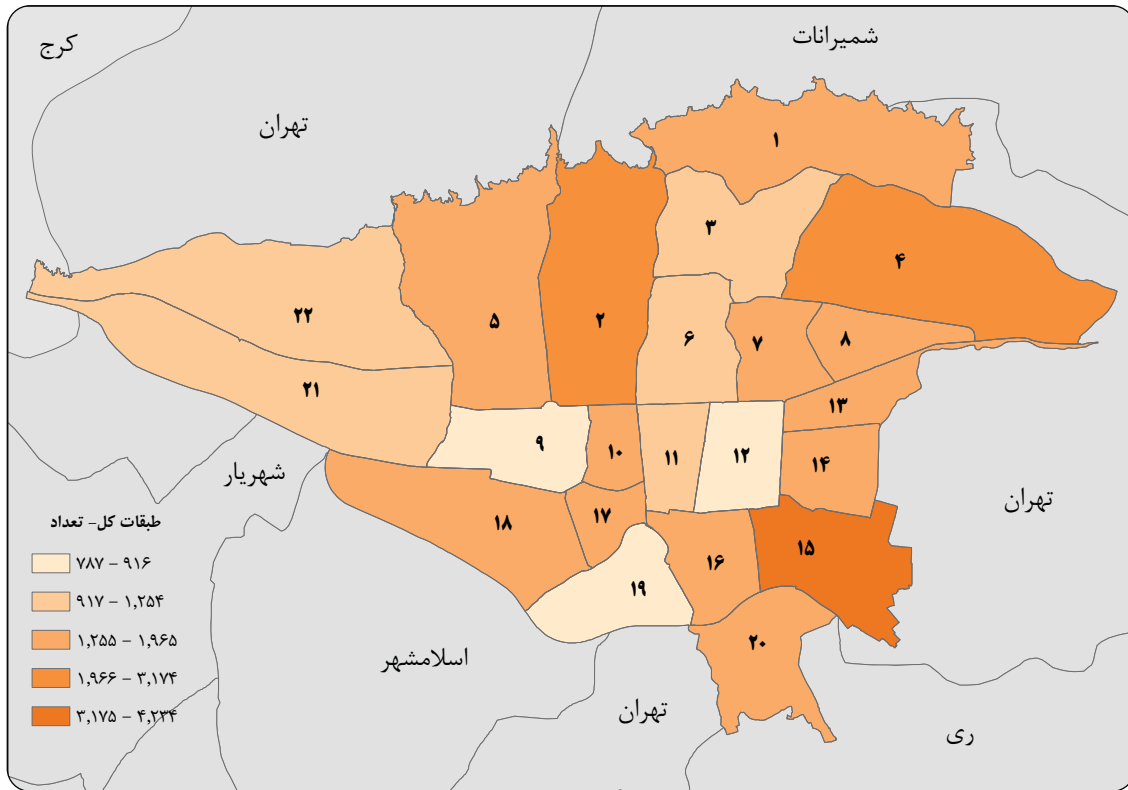 کرج
شمیرانات
تهران
۱
۳
۴
۲۲
۵
۲
۶
۷
۸
۲۱
۱۳
۹
۱۰
۱۱
۱۲
۱۴
شهریار
تهران
۱۸
۱۷
۱۶
۱۵
۱۹
۲۰
اسلامشهر
تهران
ری
طبقات کل- تعداد
۷۸۷ – ۹۱۶
۹۱۷ – ۱,۲۵۴
۱,۲۵۵ – ۱,۹۶۵
۱,۹۶۶ – ۳,۱۷۴
۳,۱۷۵ – ۴,۲۳۴